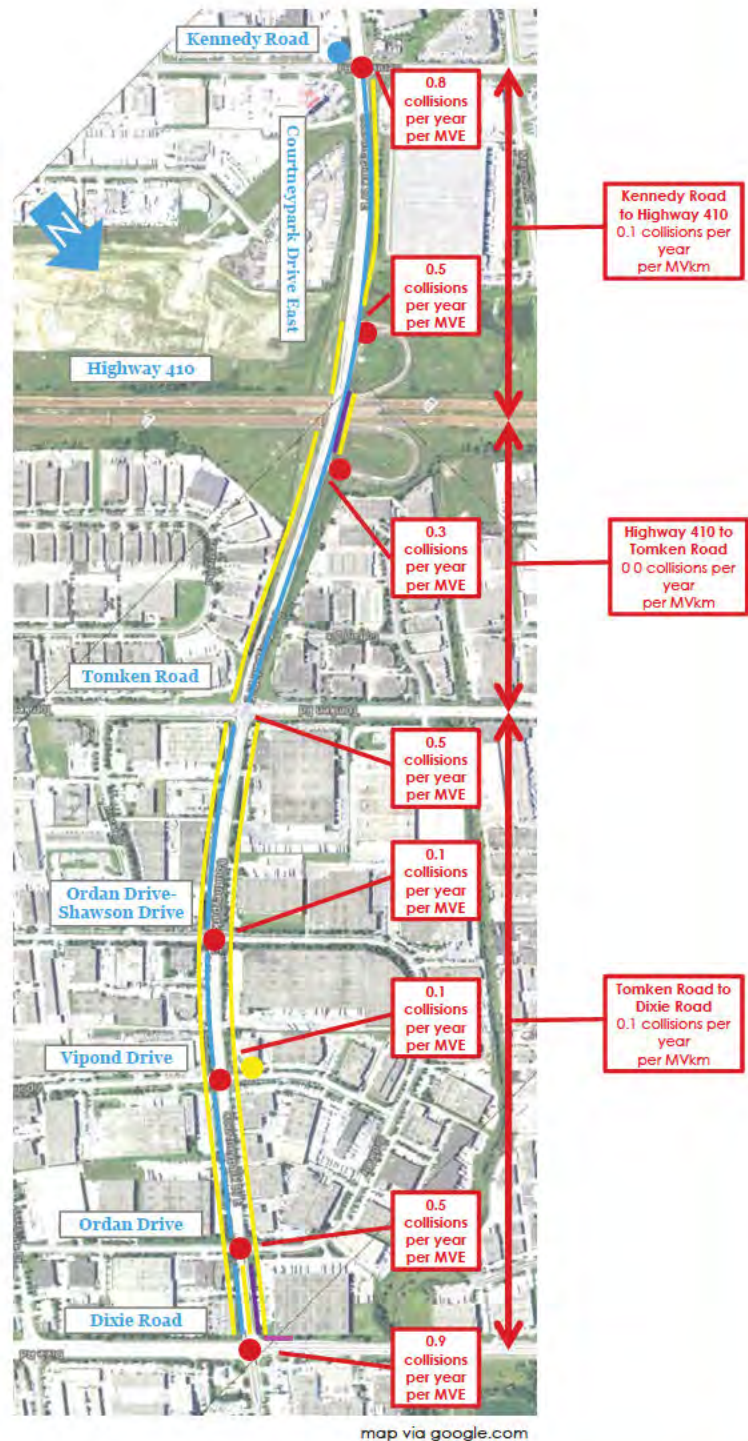 Kennedy Road
0.8
collisions
per year
per MVE
Courtneypark Drive East
Kennedy Road
to Highway 410
0.1 collisions per
year
per MVkm
N
0.5
collisions
per year
per MVE
Highway 410
0.3
collisions
per year
per MVE
Highway 410 to
Tomken Road
0 0 collisions per
year
per MVkm
Tomken Road
Tomken Rd
0.5
collisions
per year
per MVE
Ordan Drive-
Shawson Drive
0.1
collisions
per year
per MVE
Vipond Drive
0.1
collisions
per year
per MVE
Tomken Road to
Dixie Road
0.1 collisions per
year
per MVkm
Ordan Drive
0.5
collisions
per year
per MVE
Dixie Road
Dixie Rd
0.9
collisions
per year
per MVE
map via google.com